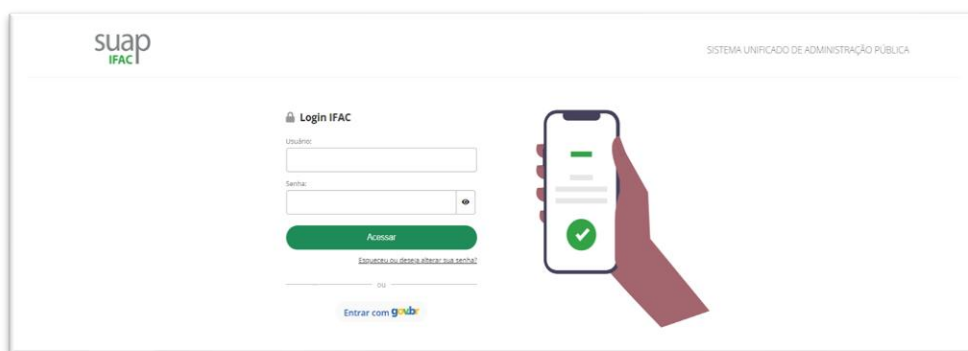 suap
IFAC
SISTEMA UNIFICADO DE ADMINISTRAÇÃO PÚBLICA
Login IFAC
Usuário:
Senha:
Acessar
Esqueceu ou deseja alterar sua senha?
ou
Entrar com gov.br